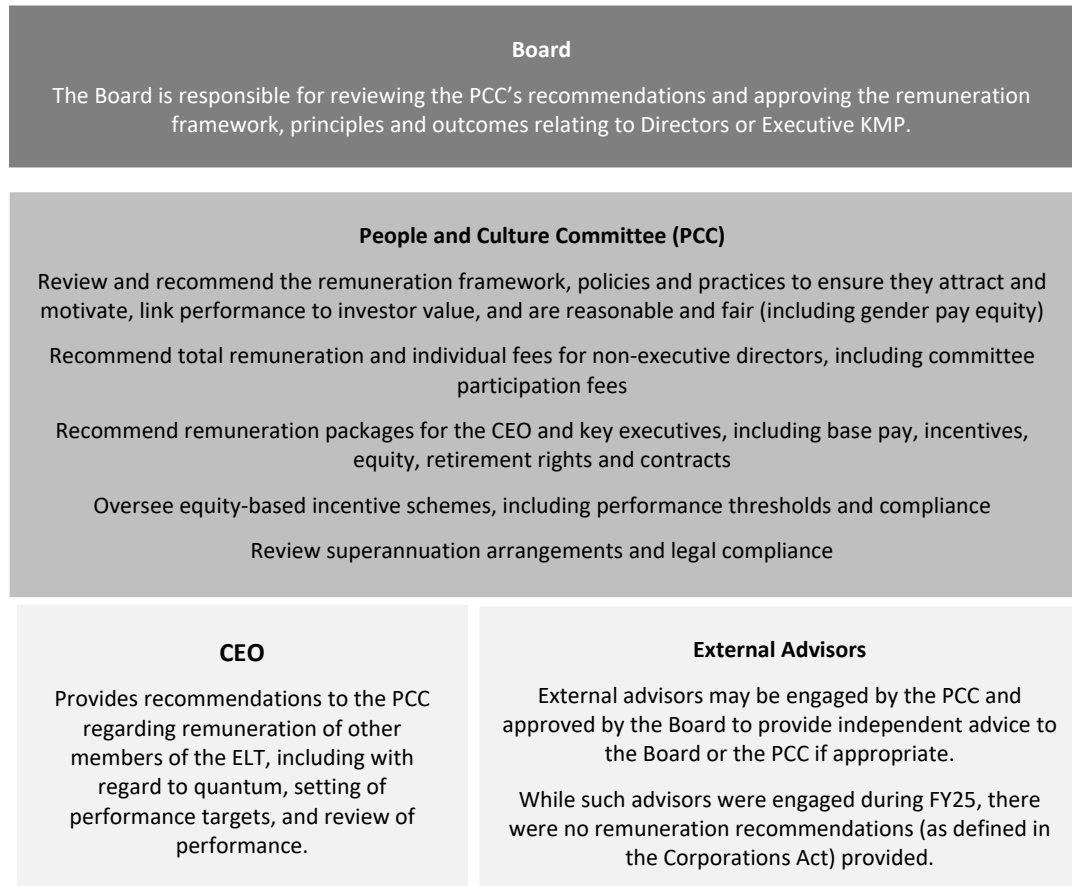 Board
The Board is responsible for reviewing the PCC’s recommendations and approving the remuneration
framework, principles and outcomes relating to Directors or Executive KMP.
People and Culture Committee (PCC)
Review and recommend the remuneration framework, policies and practices to ensure they attract and
motivate, link performance to investor value, and are reasonable and fair (including gender pay equity)
Recommend total remuneration and individual fees for non-executive directors, including committee
participation fees
Recommend remuneration packages for the CEO and key executives, including base pay, incentives,
equity, retirement rights and contracts
Oversee equity-based incentive schemes, including performance thresholds and compliance
Review superannuation arrangements and legal compliance
CEO
Provides recommendations to the PCC
regarding remuneration of other
members of the ELT, including with
regard to quantum, setting of
performance targets, and review of
performance.
External Advisors
External advisors may be engaged by the PCC and
approved by the Board to provide independent advice to
the Board or the PCC if appropriate.
While such advisors were engaged during FY25, there
were no remuneration recommendations (as defined in
the Corporations Act) provided.